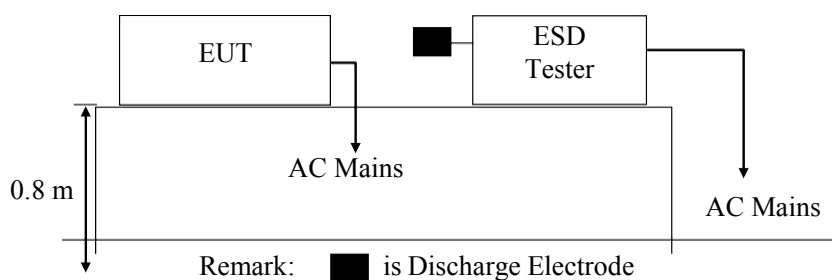 EUT
ESD
Tester
AC Mains
0.8 m
AC Mains
Remark: is Discharge Electrode